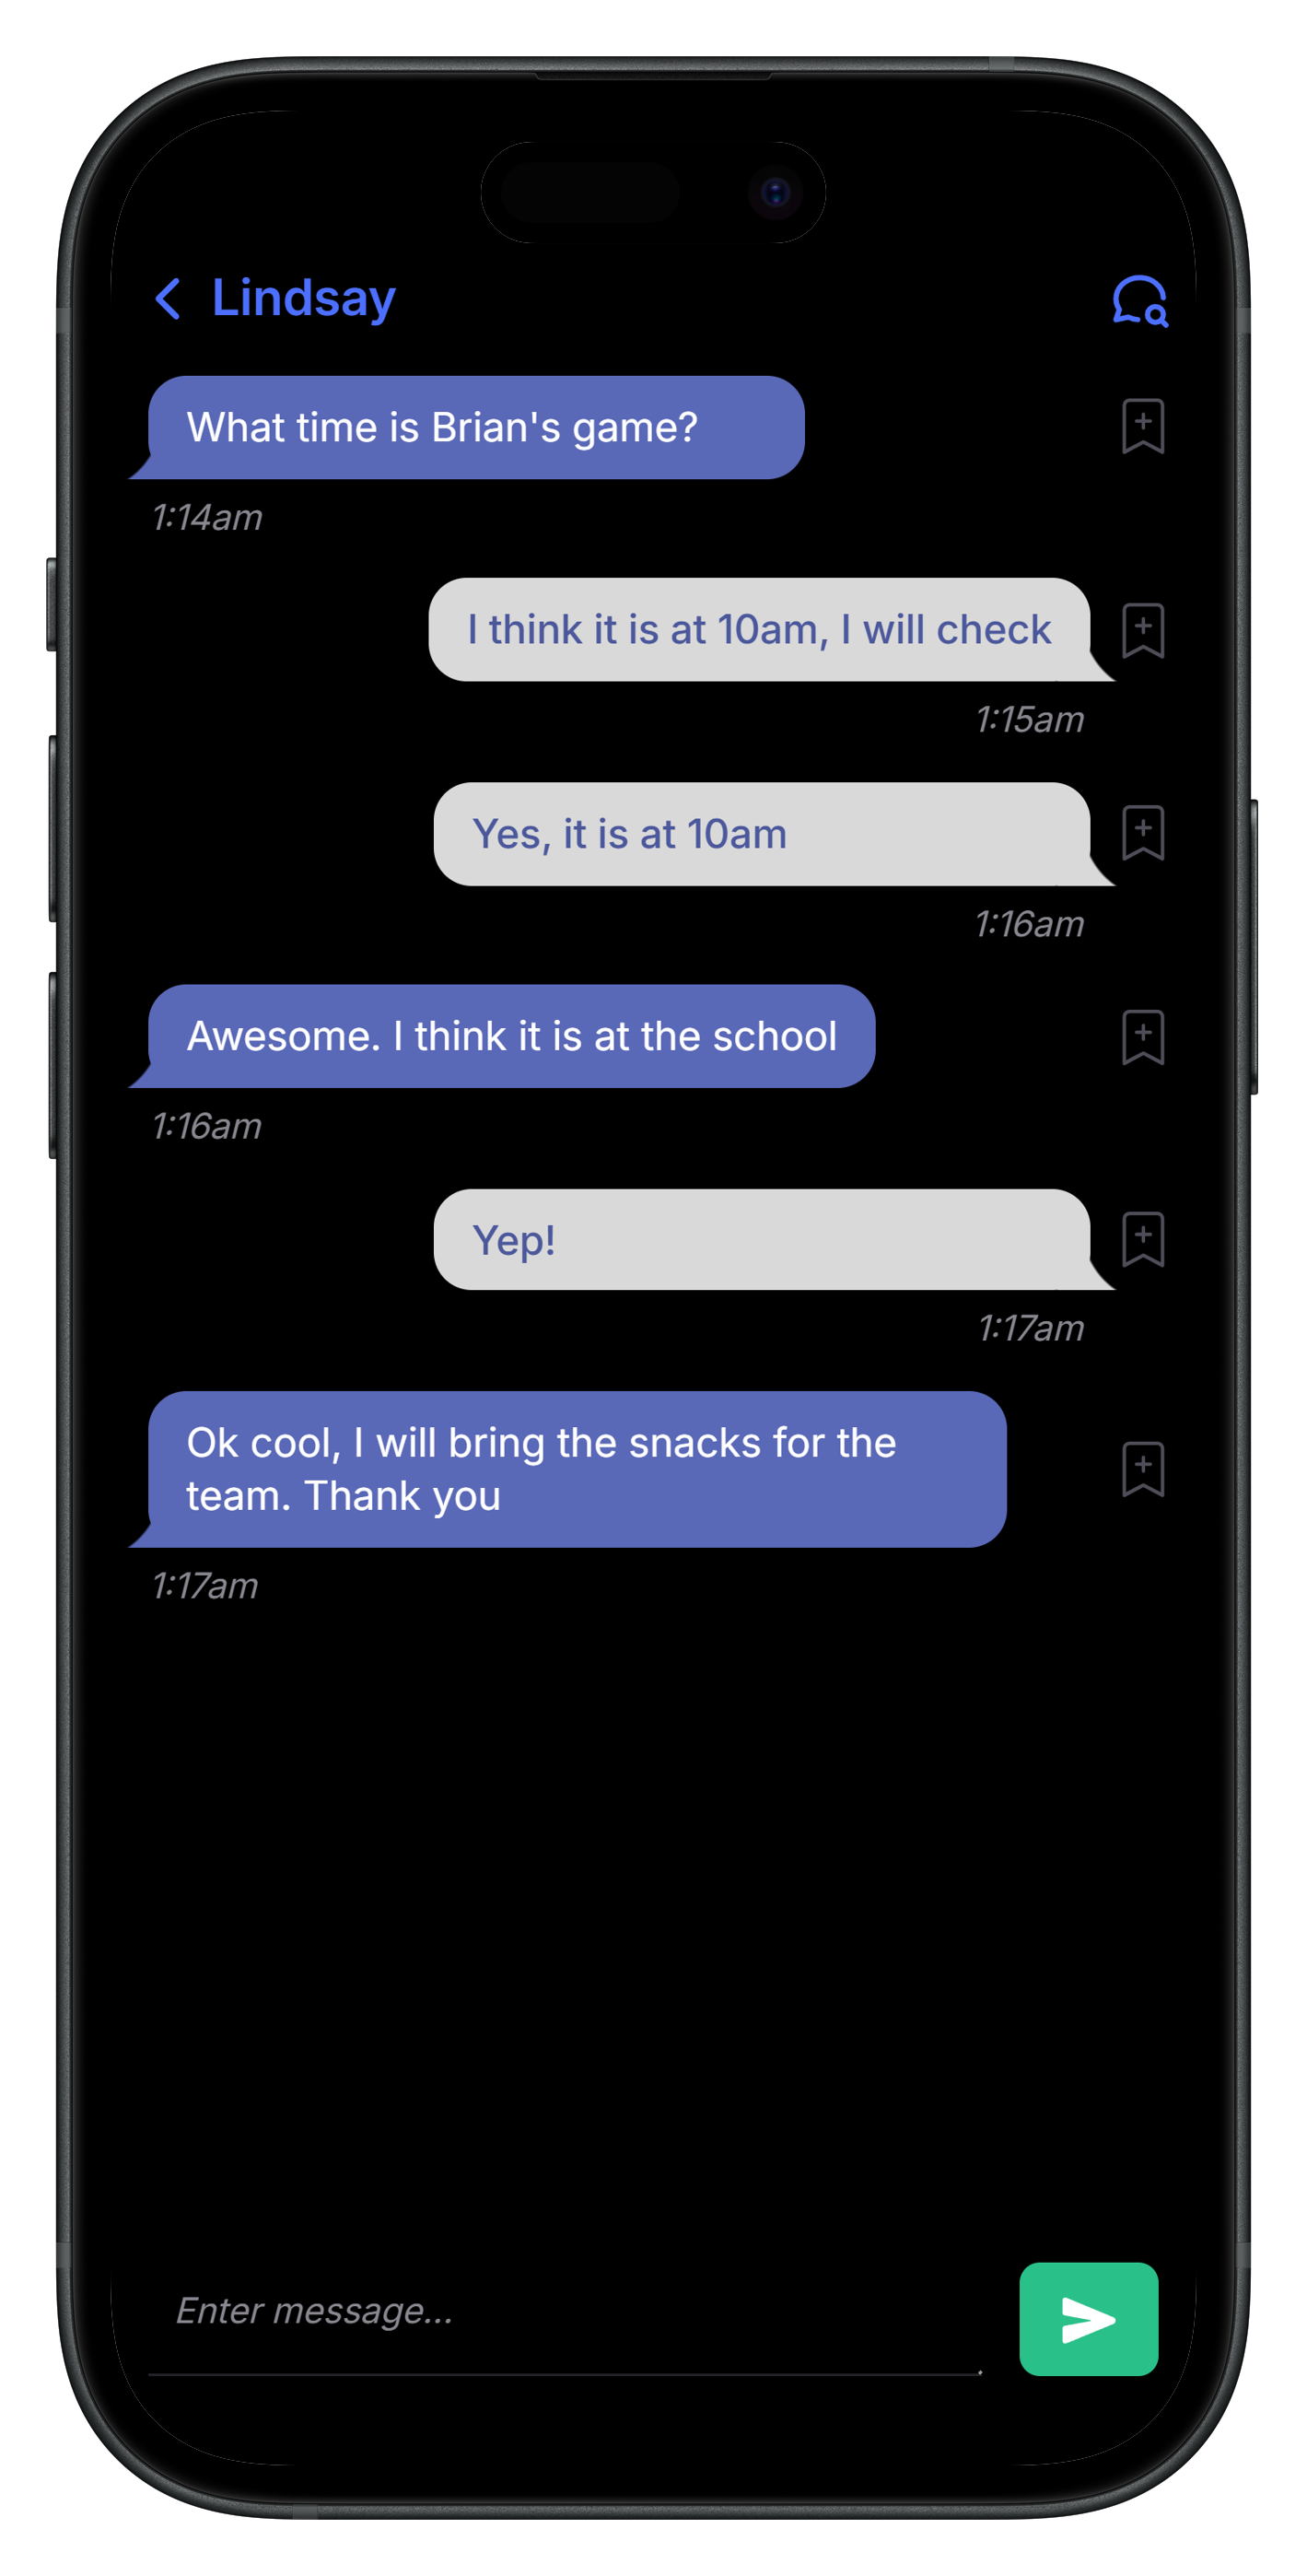 Lindsay
What time is Brian's game?
1:14am
I think it is at 10am, I will check
1:15am
Yes, it is at 10am
1:16am
Awesome. I think it is at the school
1:16am
Yep!
1:17am
Ok cool, I will bring the snacks for the
team. Thank you
1:17am
Enter message...